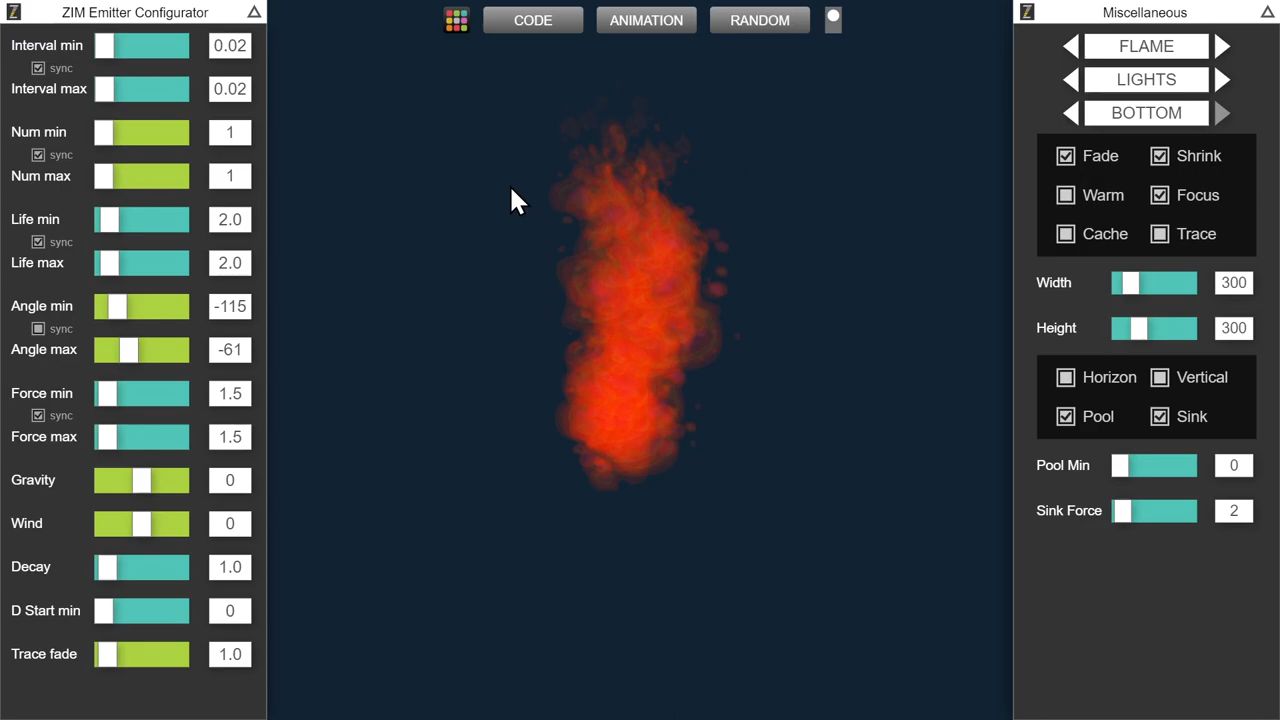 ZIM Emitter Configurator
Interval min 0.02
sync
Interval max 0.02
Num min 1
sync
Num max 1
Life min 2.0
sync
Life max 2.0
Angle min -115
sync
Angle max -61
Force min 1.5
sync
Force max 1.5
Gravity 0
Wind 0
Decay 1.0
D Start min 0
Trace fade 1.0
CODE ANIMATION RANDOM
Miscellaneous
FLAME
LIGHTS
BOTTOM
Fade Shrink
Warm Focus
Cache Trace
Width 300
Height 300
Horizon Vertical
Pool Sink
Pool Min 0
Sink Force 2